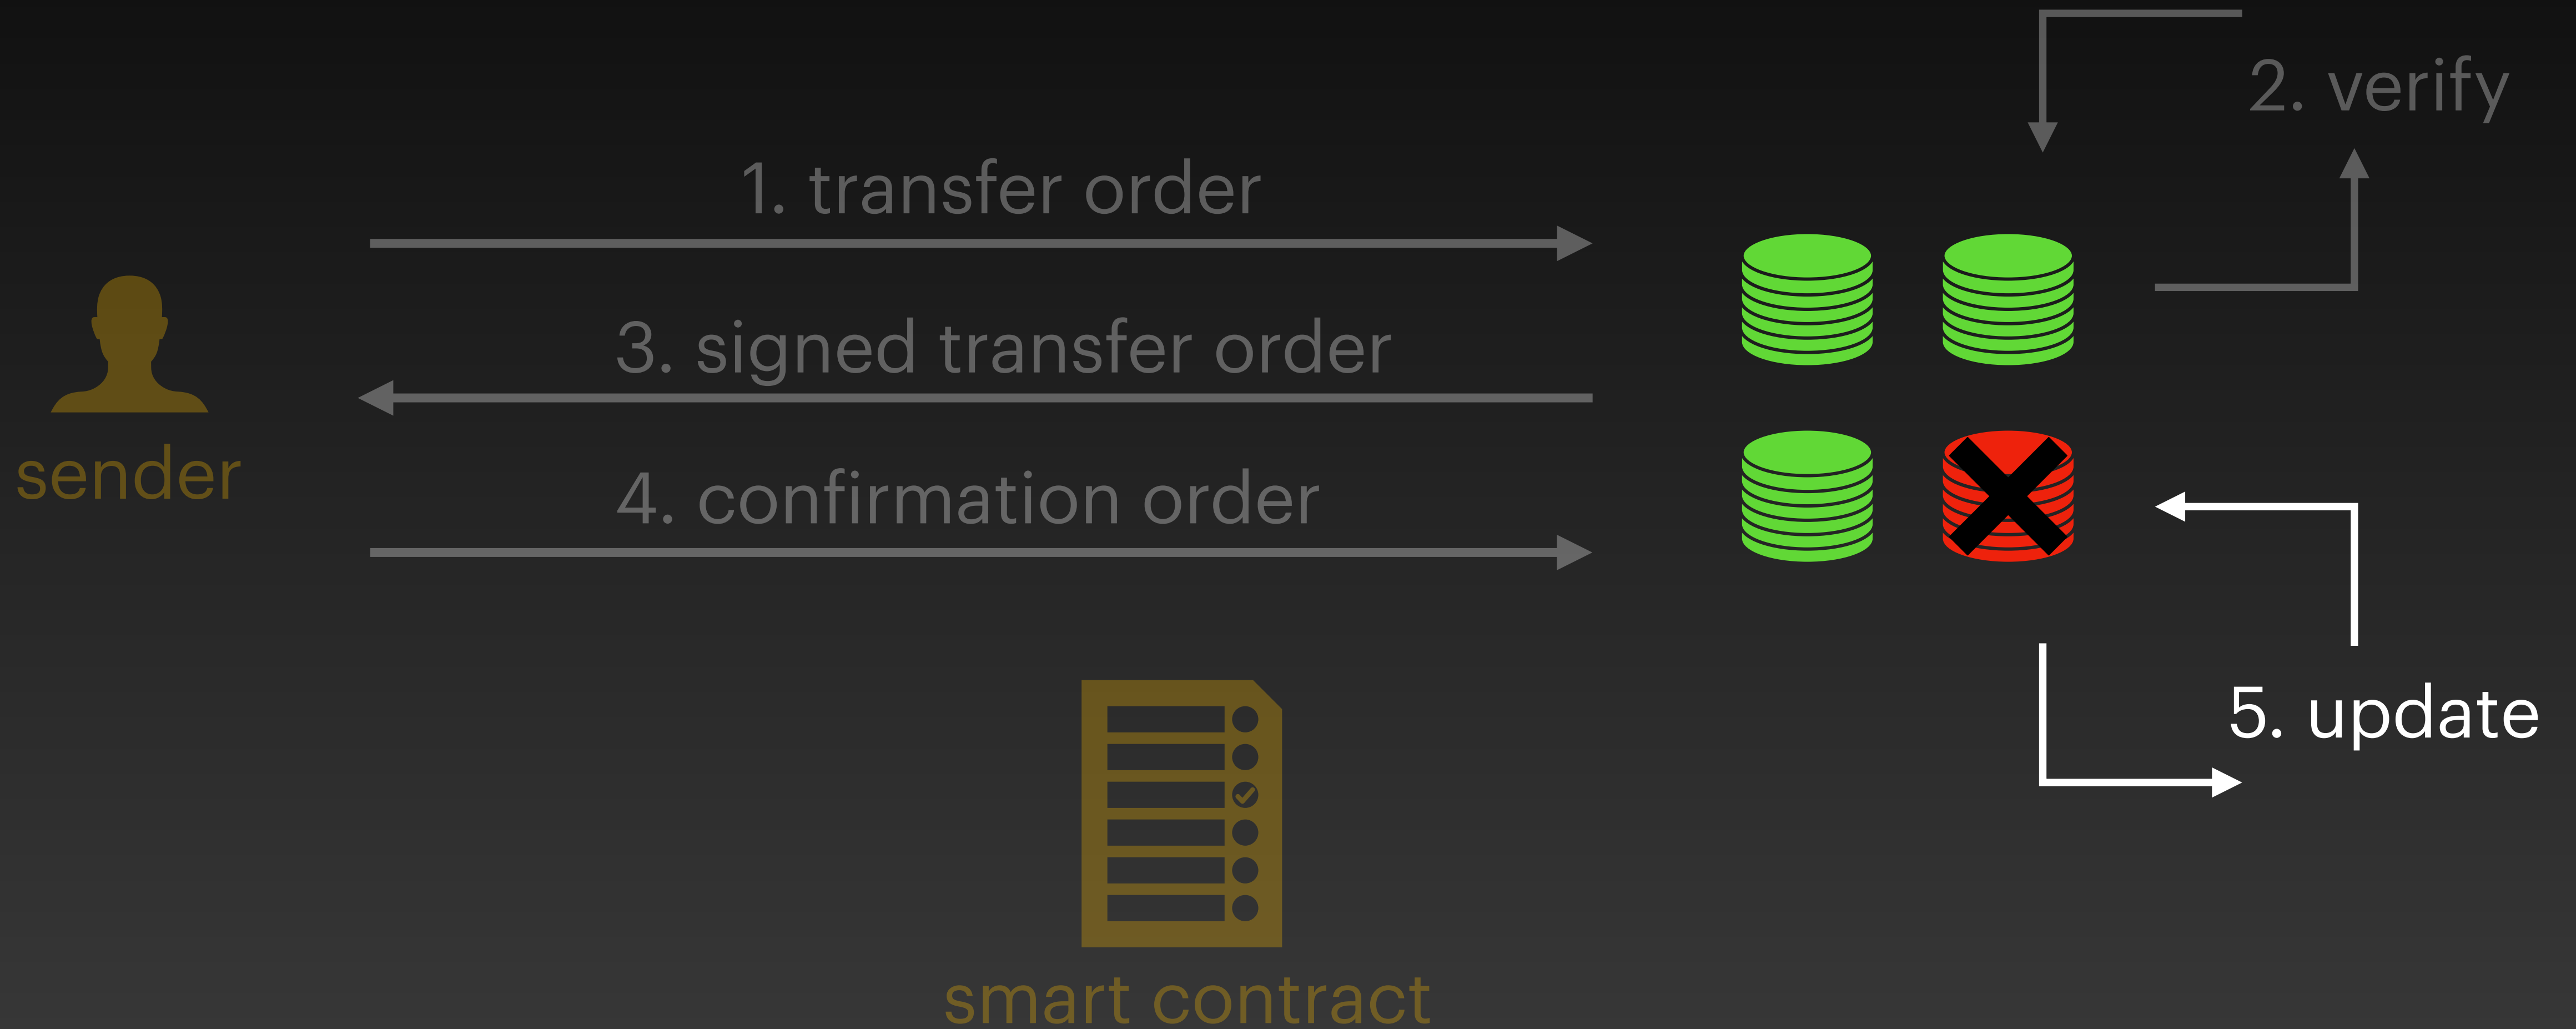 2. verify
1. transfer order
3. signed transfer order
sender
4. confirmation order
5. update
smart contract